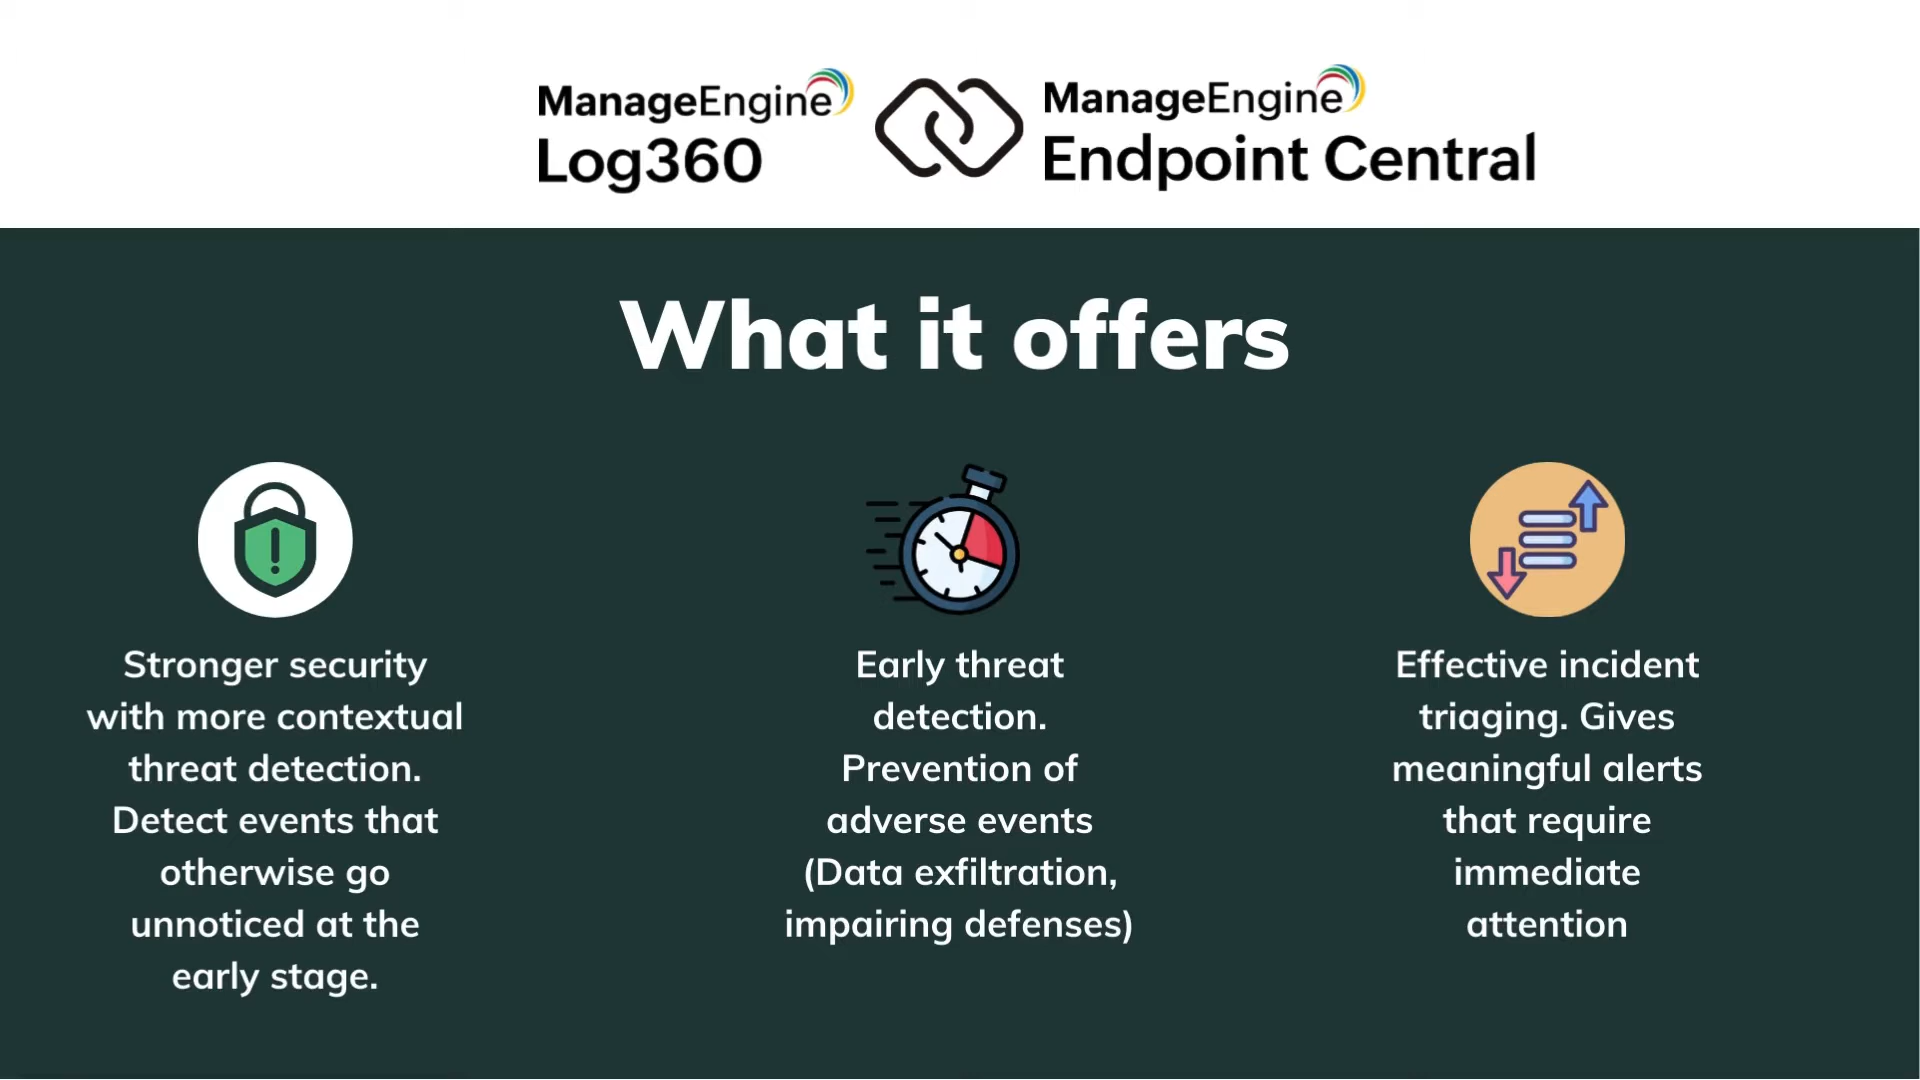 ManageEngine
Log360
ManageEngine
Endpoint Central
What it offers
Stronger security
with more contextual
threat detection.
Detect events that
otherwise go
unnoticed at the
early stage.
Early threat
detection.
Prevention of
adverse events
(Data exfiltration,
impairing defenses)
Effective incident
triaging. Gives
meaningful alerts
that require
immediate
attention